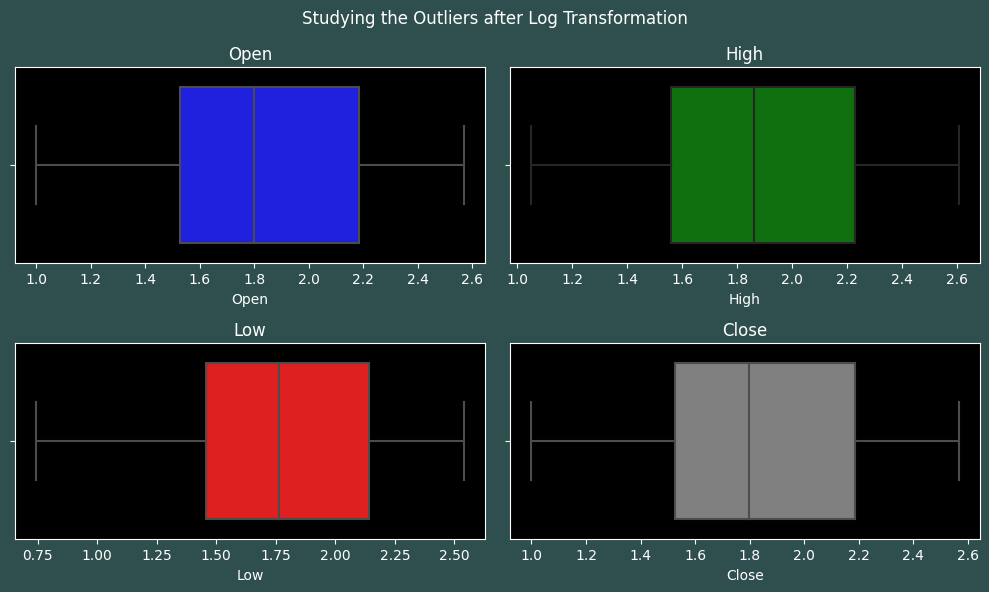 Studying the Outliers after Log Transformation
Open High
1.0 1.2 1.4 1.6 1.8 2.0 2.2 2.4 2.6 1.0 1.2 1.4 1.6 1.8 2.0 2.2 2.4 2.6
Open High
Low Close
0.75 1.00 1.25 1.50 1.75 2.00 2.25 2.50 1.0 1.2 1.4 1.6 1.8 2.0 2.2 2.4 2.6
Low Close